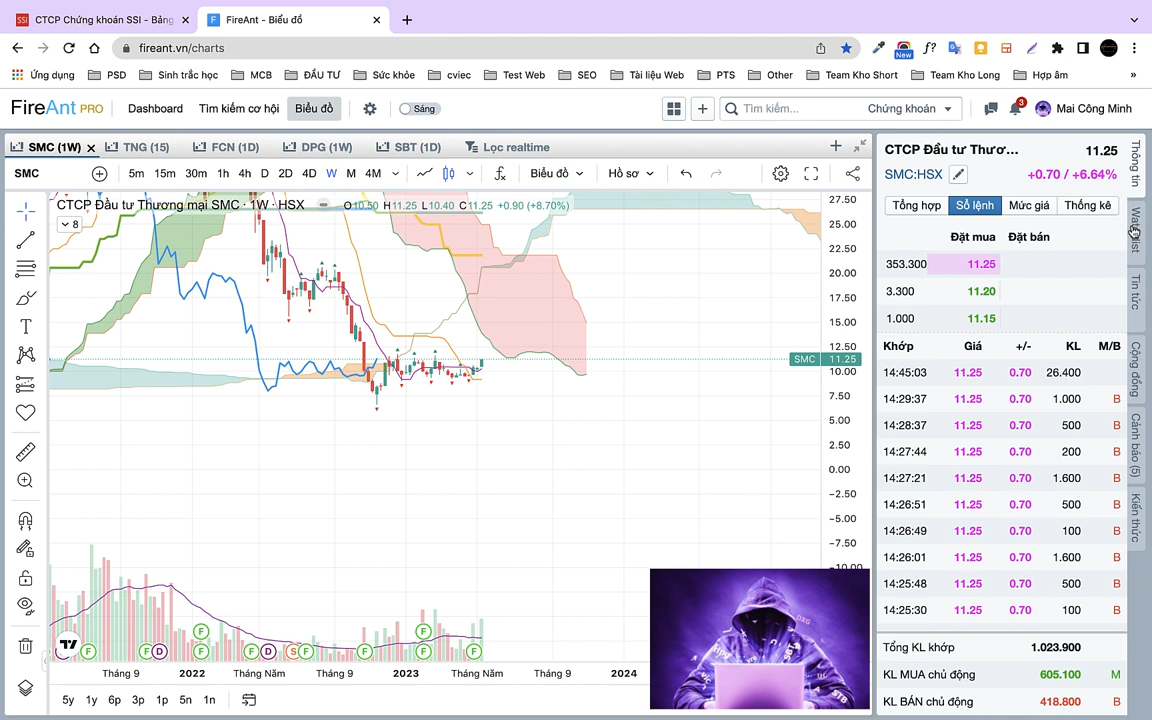 CTCP Chứng khoán SSI - Bảng
FireAnt - Biểu đồ
fireant.vn/charts
New
Ứng dụng PSD Sinh trắc học MCB ĐẦU TƯ Sức khỏe cviec Test Web SEO Tài liệu Web PTS Other Team Kho Short Team Kho Long Hợp âm »
FireAnt PRO Dashboard Tìm kiếm cơ hội Biểu đồ Sáng Tìm kiếm... Chứng khoán 3 Mai Công Minh
SMC (1W) TNG (15) FCN (1D) DPG (1W) SBT (1D) Lọc realtime
SMC 5m 15m 30m 1h 4h D 2D 4D W M 4M Biểu đồ Hồ sơ
CTCP Đầu tư Thương mại SMC · 1W · HSX O10.50 H11.25 L10.40 C11.25 +0.90 (+8.70%)
8
27.50
25.00
22.50
20.00
17.50
15.00
12.50
SMC 11.25
10.00
7.50
5.00
2.50
0.00
−2.50
−5.00
−7.50
−10.00
F F
F F D F F D S F F F F
Tháng 9 2022 Tháng Năm Tháng 9 2023 Tháng Năm Tháng 9 2024
5y 1y 6p 3p 1p 5n 1n
DXG
HPV
STB
CTCP Đầu tư Thươ... 11.25
SMC:HSX +0.70 / +6.64%
Tổng hợp Sổ lệnh Mức giá Thống kê
Đặt mua Đặt bán
353.300 11.25
3.300 11.20
1.000 11.15
Khớp Giá +/- KL M/B
14:45:03 11.25 0.70 26.400
14:29:37 11.25 0.70 1.000 B
14:28:37 11.25 0.70 500 B
14:27:44 11.25 0.70 200 B
14:27:21 11.25 0.70 1.600 B
14:26:51 11.25 0.70 500 B
14:26:49 11.25 0.70 100 B
14:26:01 11.25 0.70 1.600 B
14:25:48 11.25 0.70 500 B
14:25:30 11.25 0.70 100 B
Tổng KL khớp 1.023.900
KL MUA chủ động 605.100 M
KL BÁN chủ động 418.800 B
Thông tin
Watchlist
Tin tức
Cộng đồng
Cảnh báo (5)
Kiến thức